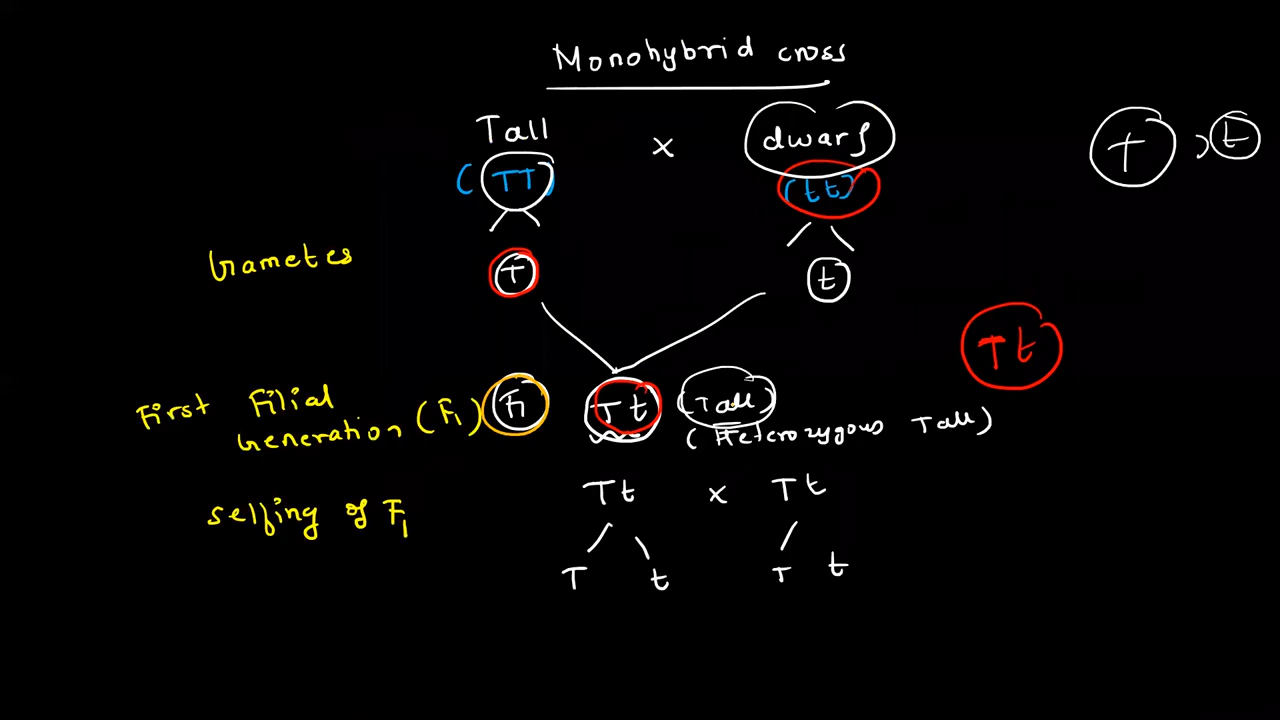 Monohybrid cross
Tall x dwarf
(TT) (tt)
T , t
Gametes T t
Tt
First Filial
Generation (F1) F1 Tt (Tall)
(Heterozygous Tall)
Tt x Tt
selfing of F1
T t T t